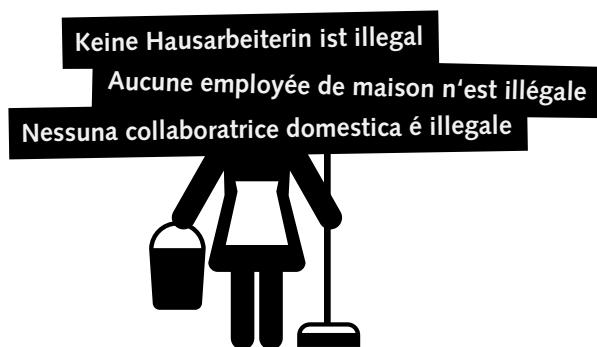 Keine Hausarbeiterin ist illegal
Aucune employée de maison n‘est illégale
Nessuna collaboratrice domestica é illegale